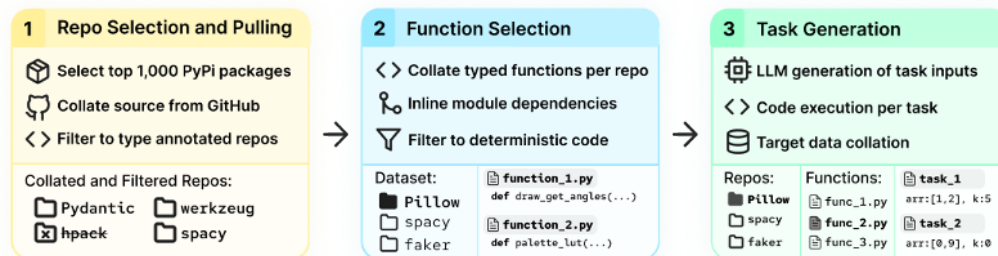 1 Repo Selection and Pulling
Select top 1,000 PyPi packages
Collate source from GitHub
Filter to type annotated repos
Collated and Filtered Repos:
Pydantic werkzeug
hpack spacy
2 Function Selection
Collate typed functions per repo
Inline module dependencies
Filter to deterministic code
Dataset:
Pillow
spacy
faker
function_1.py
def draw_get_angles(...)
function_2.py
def palette_lut(...)
3 Task Generation
LLM generation of task inputs
Code execution per task
Target data collation
Repos:
Pillow
spacy
faker
Functions:
func_1.py
func_2.py
func_3.py
task_1
arr:[1,2], k:5
task_2
arr:[0,9], k:0